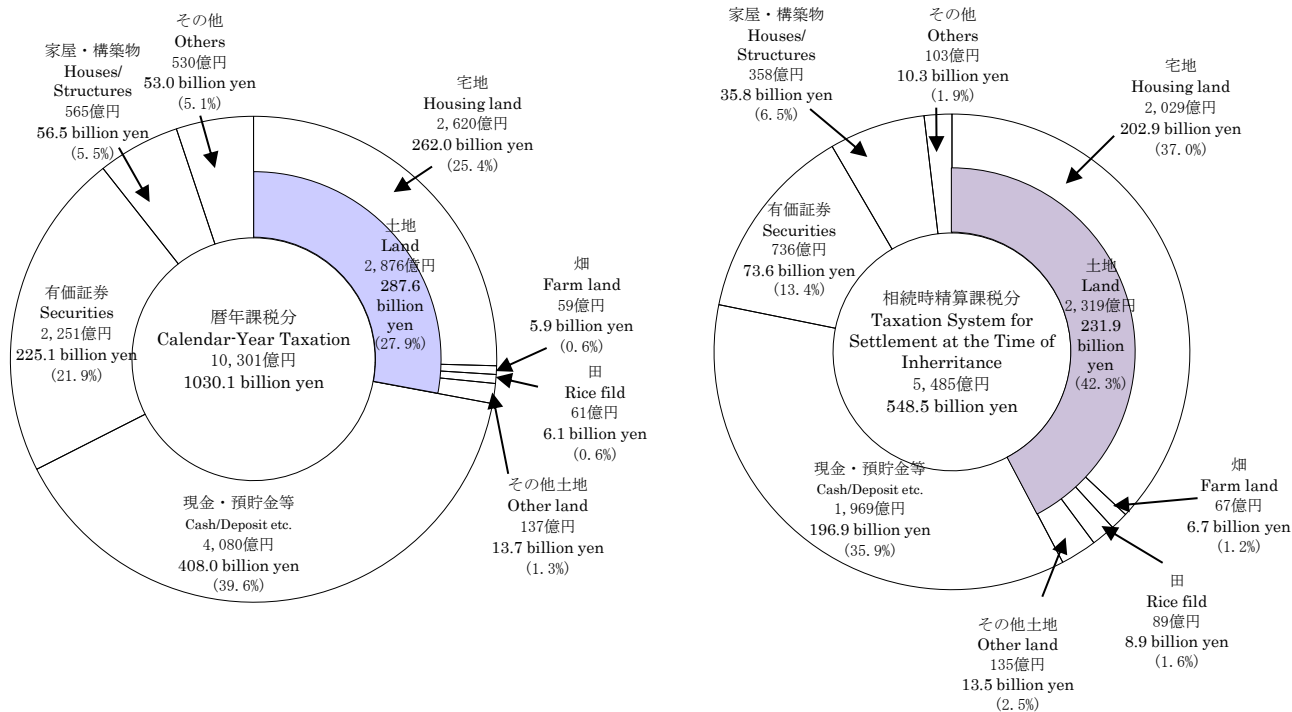 その他
Others
530億円
53.0 billion yen
(5.1%)
家屋・構築物
Houses/
Structures
565億円
56.5 billion yen
(5.5%)
宅地
Housing land
2,620億円
262.0 billion yen
(25.4%)
土地
Land
2,876億円
287.6
billion
yen
(27.9%)
畑
Farm land
59億円
5.9 billion yen
(0.6%)
田
Rice fild
61億円
6.1 billion yen
(0.6%)
その他土地
Other land
137億円
13.7 billion yen
(1.3%)
有価証券
Securities
2,251億円
225.1 billion yen
(21.9%)
暦年課税分
Calendar-Year Taxation
10,301億円
1030.1 billion yen
現金・預貯金等
Cash/Deposit etc.
4,080億円
408.0 billion yen
(39.6%)
家屋・構築物
Houses/
Structures
358億円
35.8 billion yen
(6.5%)
その他
Others
103億円
10.3 billion yen
(1.9%)
宅地
Housing land
2,029億円
202.9 billion yen
(37.0%)
有価証券
Securities
736億円
73.6 billion yen
(13.4%)
相続時精算課税分
Taxation System for
Settlement at the Time of
Inherritance
5,485億円
548.5 billion yen
土地
Land
2,319億円
231.9
billion
yen
(42.3%)
現金・預貯金等
Cash/Deposit etc.
1,969億円
196.9 billion yen
(35.9%)
畑
Farm land
67億円
6.7 billion yen
(1.2%)
田
Rice fild
89億円
8.9 billion yen
(1.6%)
その他土地
Other land
135億円
13.5 billion yen
(2.5%)